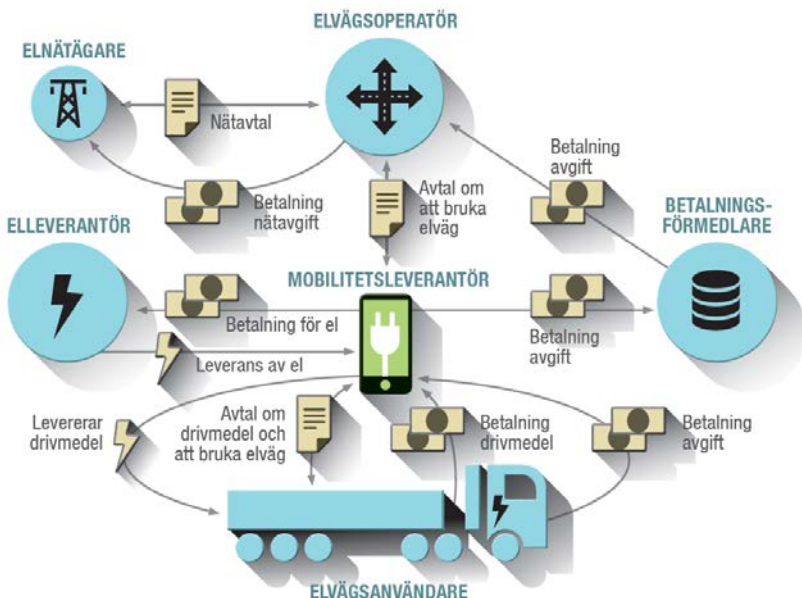 ELVÄGSOPERATÖR
ELNÄTÄGARE
Nätavtal
Betalning
avgift
Betalning
nätavgift
Avtal om
att bruka
elväg
BETALNINGS-
FÖRMEDLARE
ELLEVERANTÖR
MOBILITETSLEVERANTÖR
Betalning för el
Betalning
avgift
Leverans av el
Levererar
drivmedel
Avtal om
drivmedel och
att bruka elväg
Betalning
drivmedel
Betalning
avgift
ELVÄGSANVÄNDARE